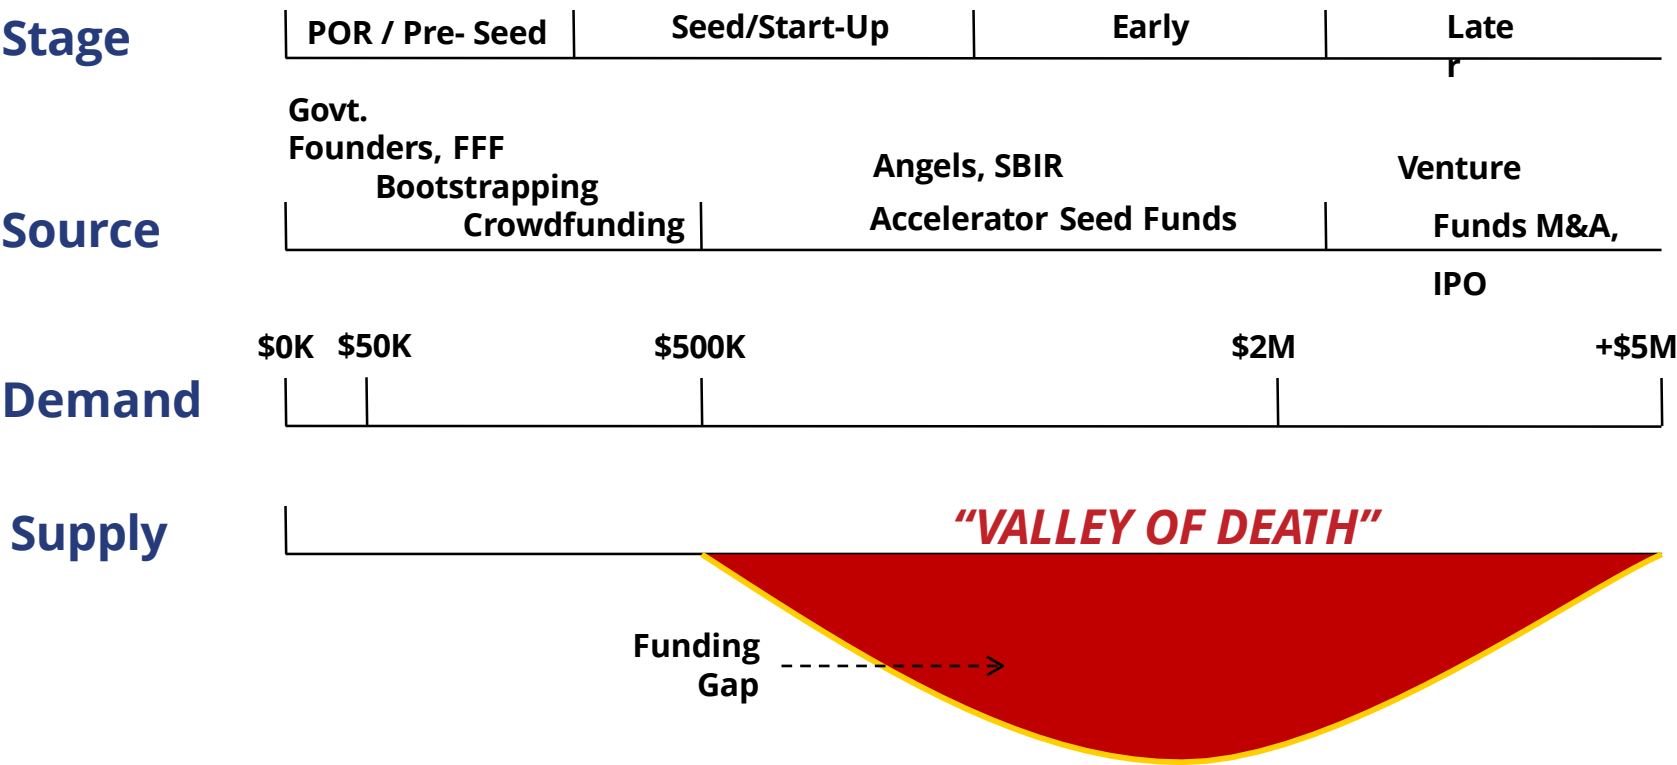 Stage
POR / Pre- Seed
Seed/Start-Up
Early
Late
r
Source
Govt.
Founders, FFF
Bootstrapping
Crowdfunding
Angels, SBIR
Accelerator Seed Funds
Venture
Funds M&A,
IPO
Demand
$0K
$50K
$500K
$2M
+$5M
Supply
“VALLEY OF DEATH”
Funding
Gap